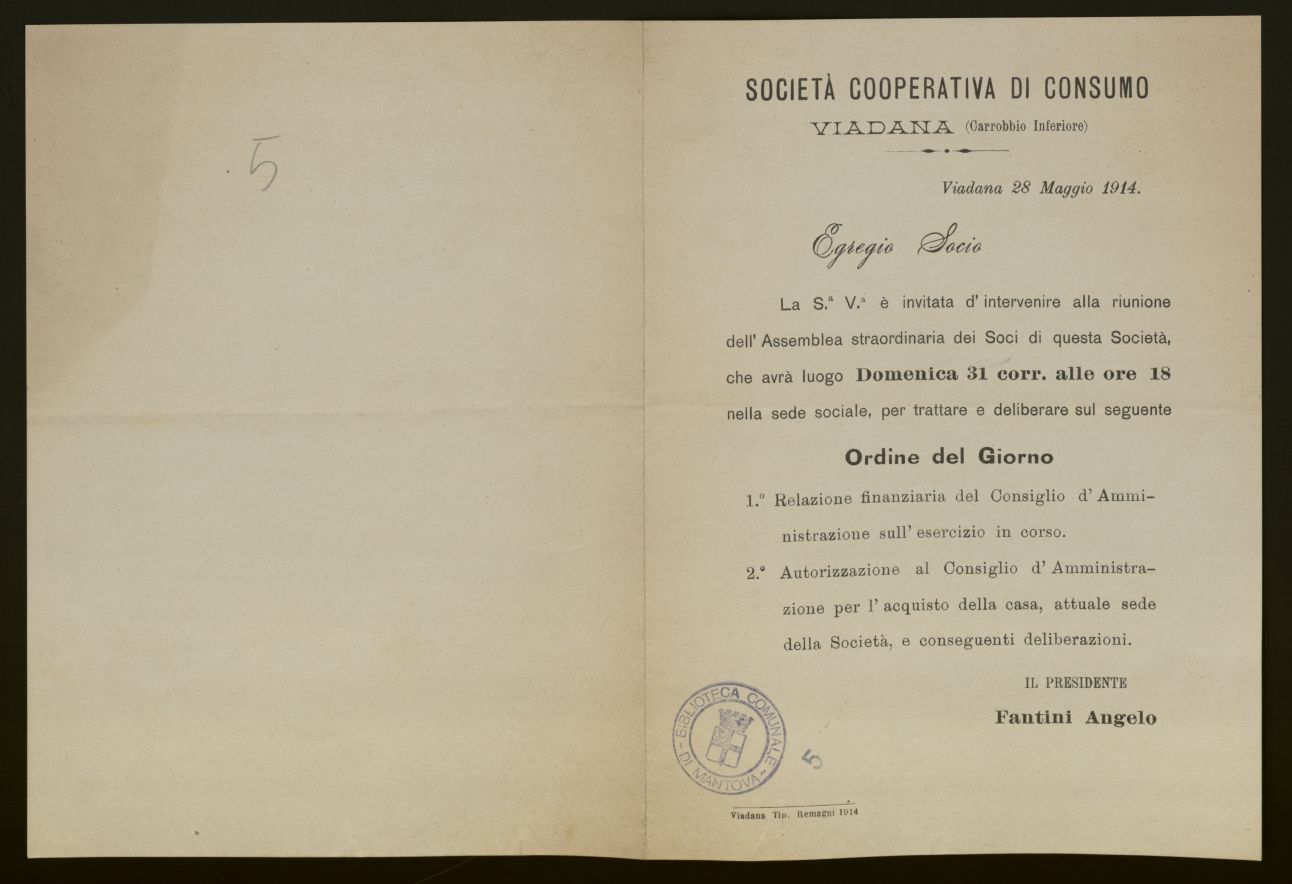 5
SOCIETÀ COOPERATIVA DI CONSUMO
VIADANA (Carrobbio Inferiore)
Viadana 28 Maggio 1914.
Egregio Socio
La S.ª V.ª è invitata d' intervenire alla riunione
dell' Assemblea straordinaria dei Soci di questa Società,
che avrà luogo Domenica 31 corr. alle ore 18
nella sede sociale, per trattare e deliberare sul seguente
Ordine del Giorno
1.º Relazione finanziaria del Consiglio d' Ammi-
nistrazione sull' esercizio in corso.
2.º Autorizzazione al Consiglio d' Amministra-
zione per l' acquisto della casa, attuale sede
della Società, e conseguenti deliberazioni.
IL PRESIDENTE
Fantini Angelo
BIBLIOTECA COMUNALE
- DI MANTOVA -
5
Viadana Tip. Remagni 1914